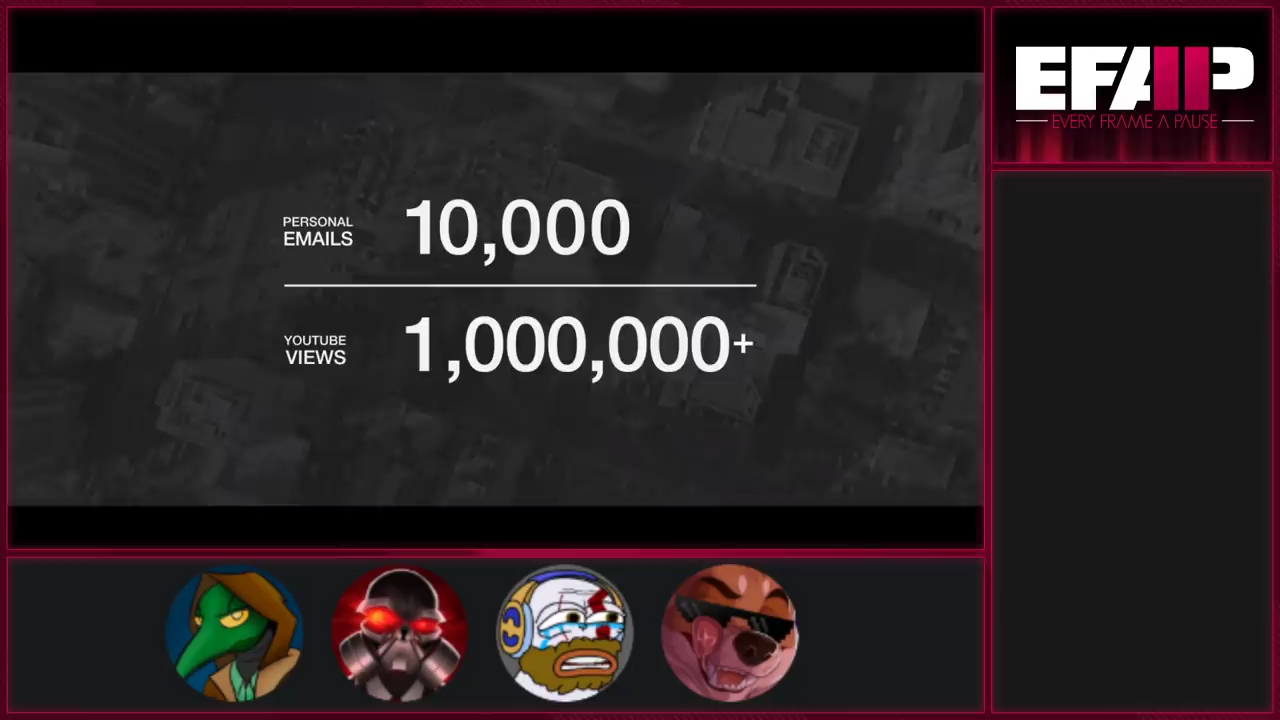 PERSONAL
EMAILS
10,000
YOUTUBE
VIEWS
1,000,000+
EFAP
EVERY FRAME A PAUSE